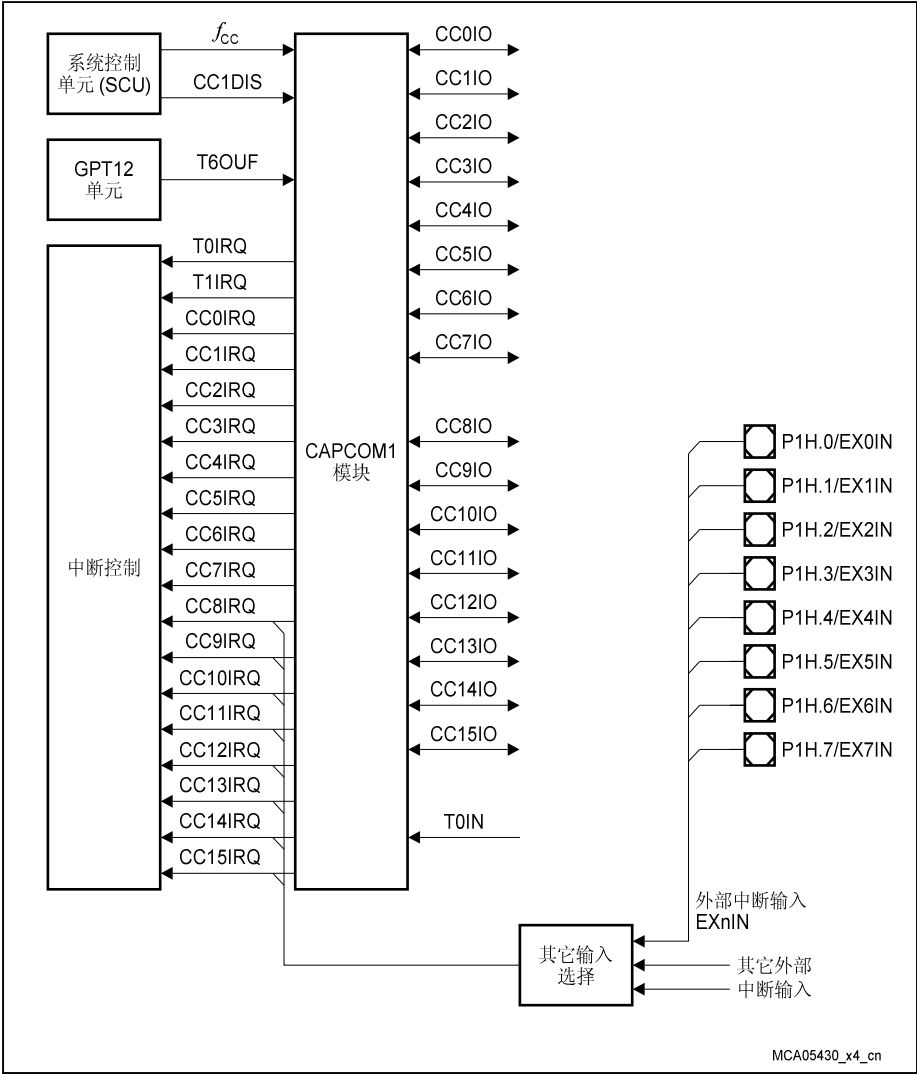 系统控制
单元 (SCU)
fCC
CC1DIS
GPT12
单元
T6OUF
中断控制
T0IRQ
T1IRQ
CC0IRQ
CC1IRQ
CC2IRQ
CC3IRQ
CC4IRQ
CC5IRQ
CC6IRQ
CC7IRQ
CC8IRQ
CC9IRQ
CC10IRQ
CC11IRQ
CC12IRQ
CC13IRQ
CC14IRQ
CC15IRQ
CAPCOM1
模块
CC0IO
CC1IO
CC2IO
CC3IO
CC4IO
CC5IO
CC6IO
CC7IO
CC8IO
CC9IO
CC10IO
CC11IO
CC12IO
CC13IO
CC14IO
CC15IO
T0IN
P1H.0/EX0IN
P1H.1/EX1IN
P1H.2/EX2IN
P1H.3/EX3IN
P1H.4/EX4IN
P1H.5/EX5IN
P1H.6/EX6IN
P1H.7/EX7IN
外部中断输入
EXnIN
其它输入
选择
其它外部
中断输入
MCA05430_x4_cn